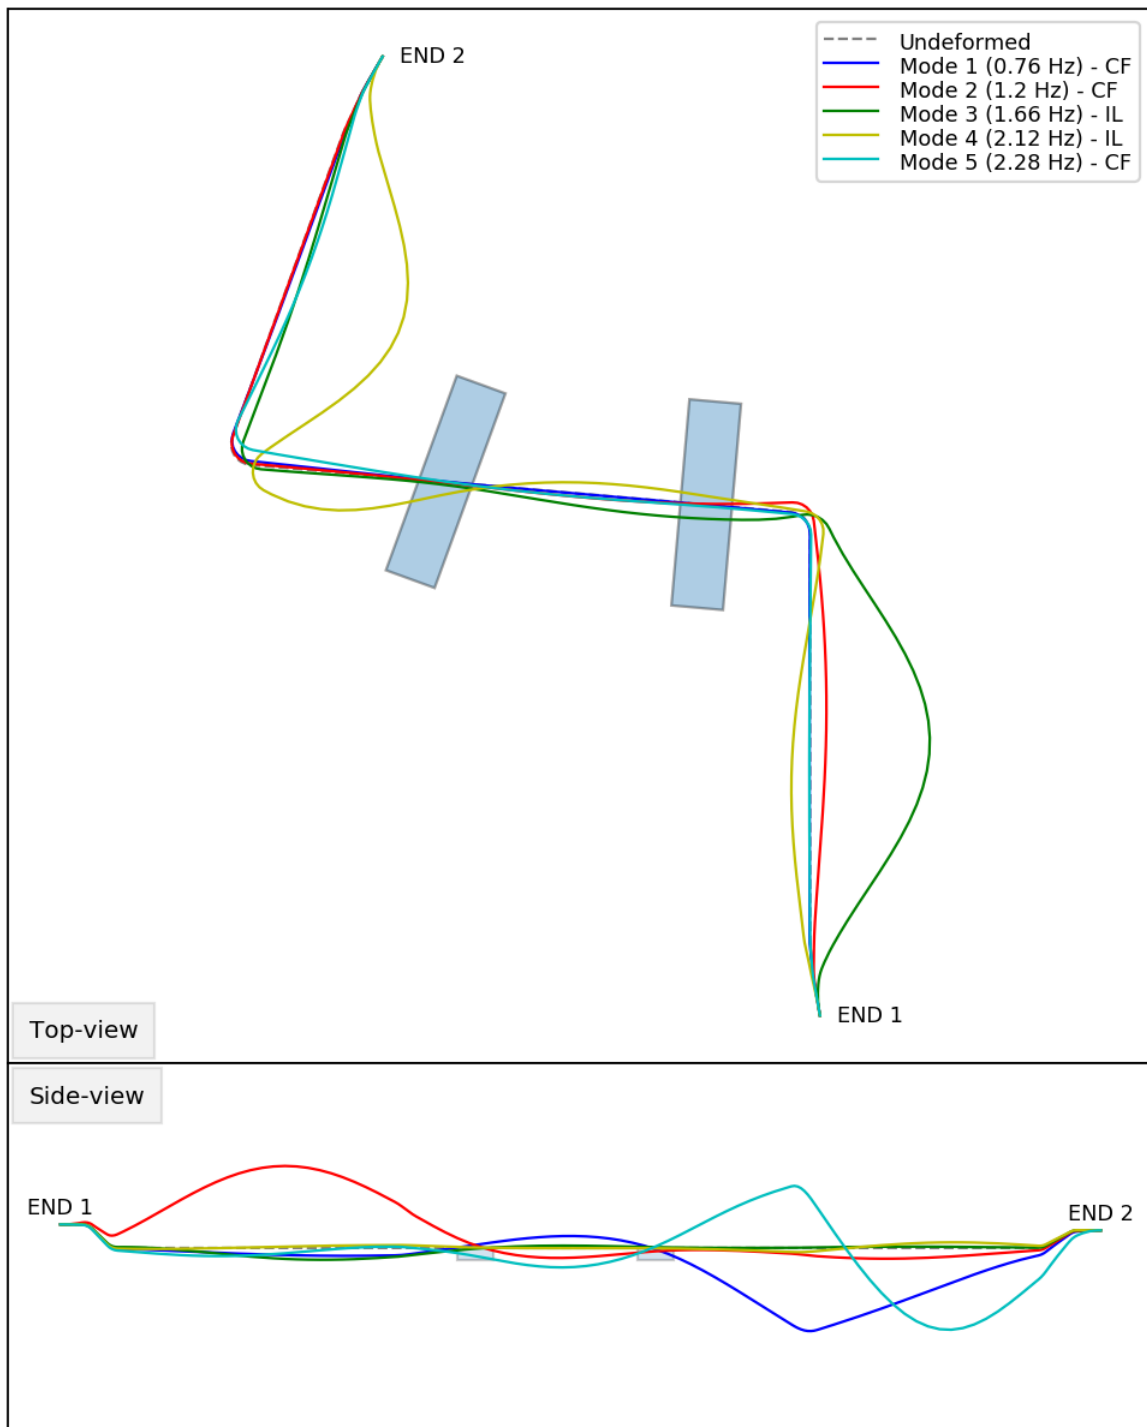 END 2
Undeformed
Mode 1 (0.76 Hz) - CF
Mode 2 (1.2 Hz) - CF
Mode 3 (1.66 Hz) - IL
Mode 4 (2.12 Hz) - IL
Mode 5 (2.28 Hz) - CF
END 1
Top-view
Side-view
END 1
END 2